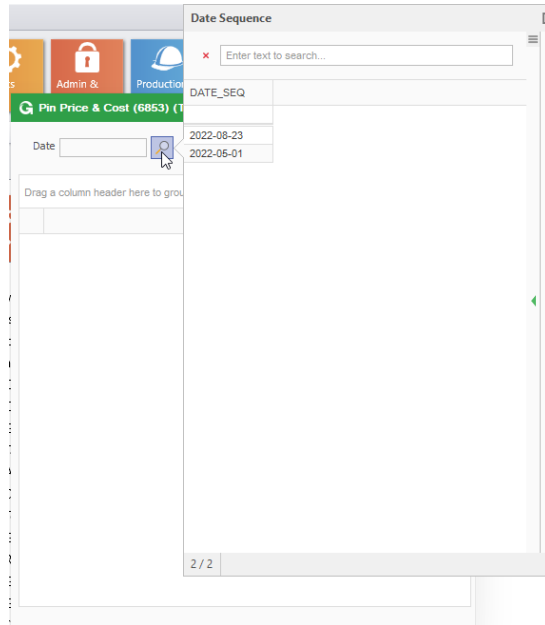 Date Sequence
Enter text to search...
Admin &
Production
DATE_SEQ
Pin Price & Cost (6853) (T
2022-08-23
2022-05-01
Date
Drag a column header here to grou
2 / 2